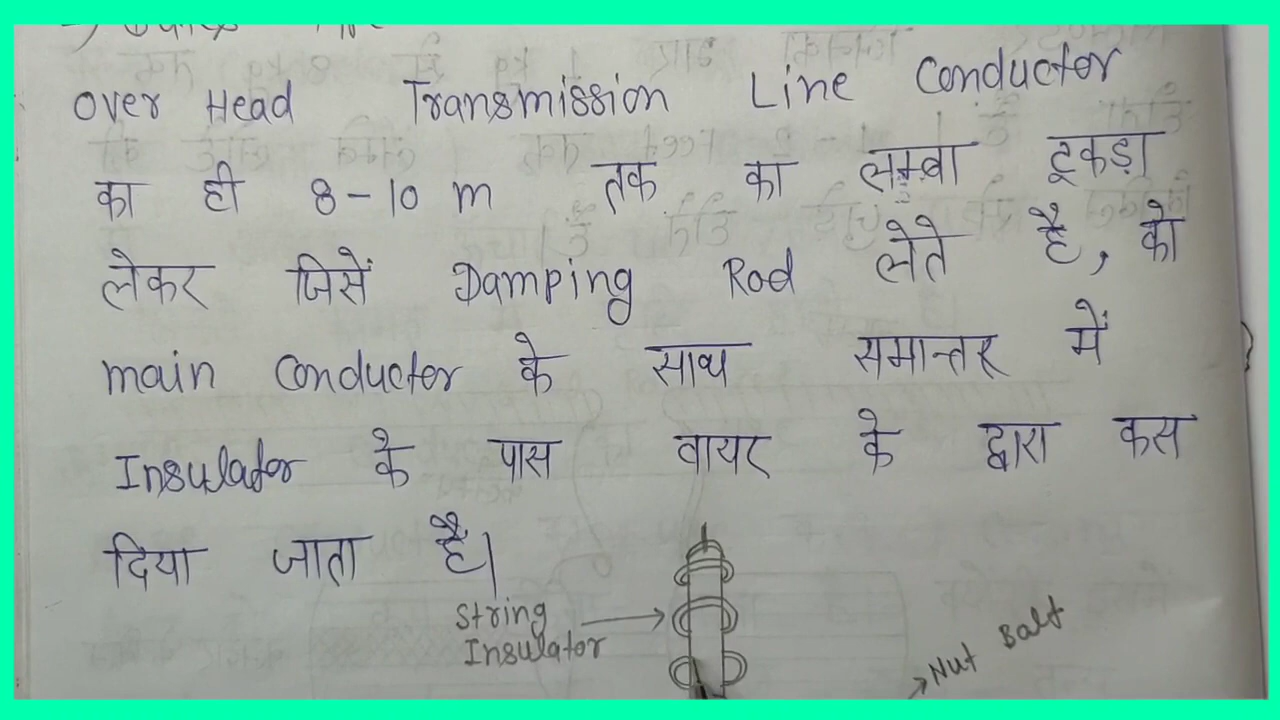 Over Head Transmission Line Conductor
का ही 8-10 m तक का लम्बा टूकड़ा
लेकर जिसें Damping Rod लेते है, को
main Conductor के साथ समान्तर में
Insulator के पास वायर के द्वारा कस
दिया जाता है।
String
Insulator
Nut Balt